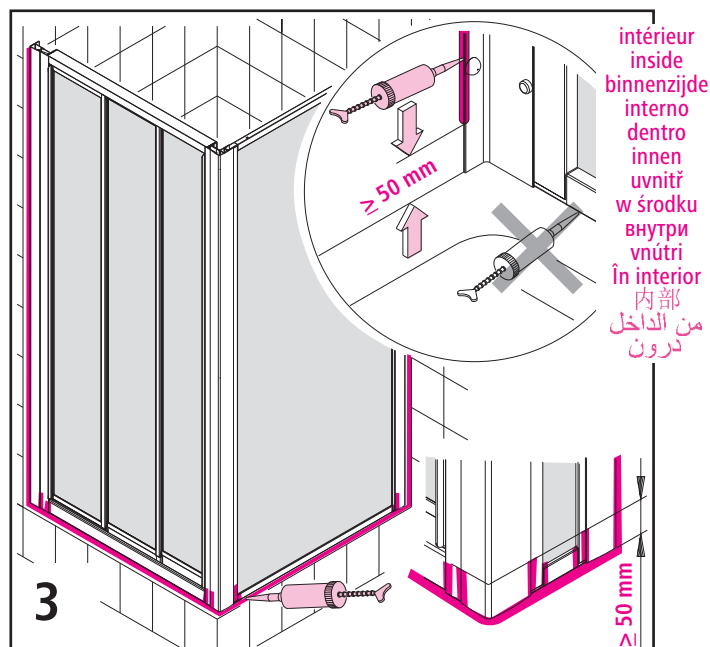 intérieur
inside
binnenzijde
interno
dentro
innen
uvnitř
w środku
внутри
vnútri
În interior
内部
من الداخل
درون
≥ 50 mm
≥ 50 mm
3